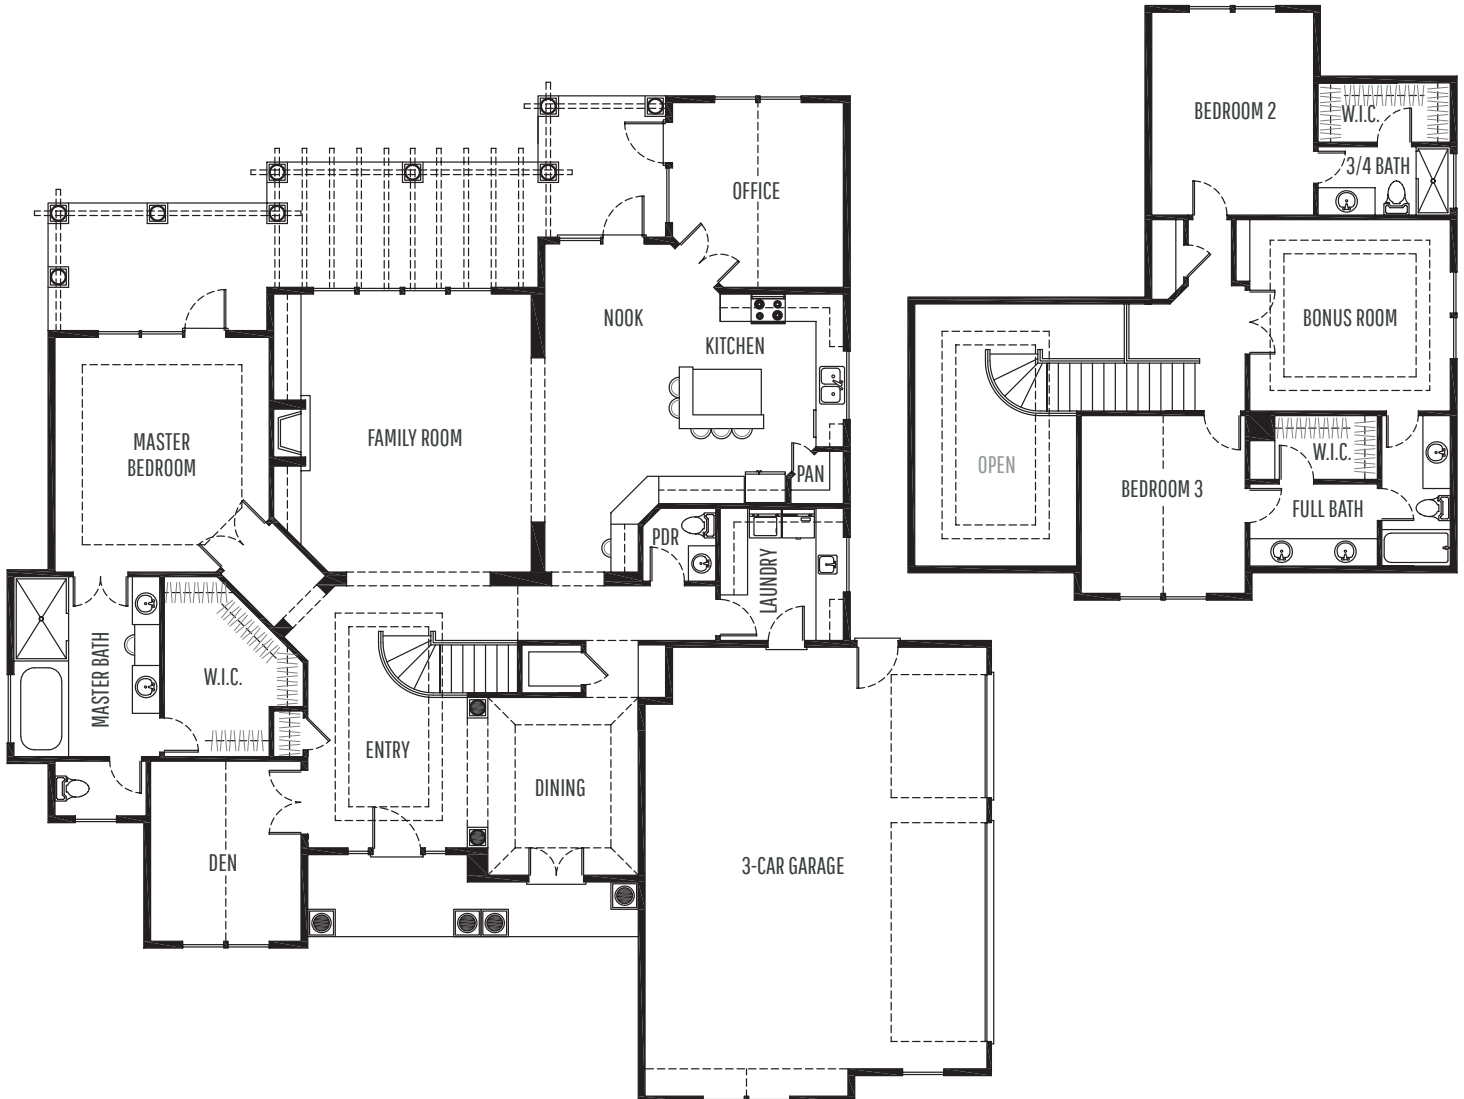 BEDROOM 2
W.I.C.
3/4 BATH
OFFICE
NOOK
BONUS ROOM
KITCHEN
MASTER
BEDROOM
FAMILY ROOM
PAN
OPEN
BEDROOM 3
W.I.C.
FULL BATH
PDR
LAUNDRY
MASTER BATH
W.I.C.
ENTRY
DINING
DEN
3-CAR GARAGE